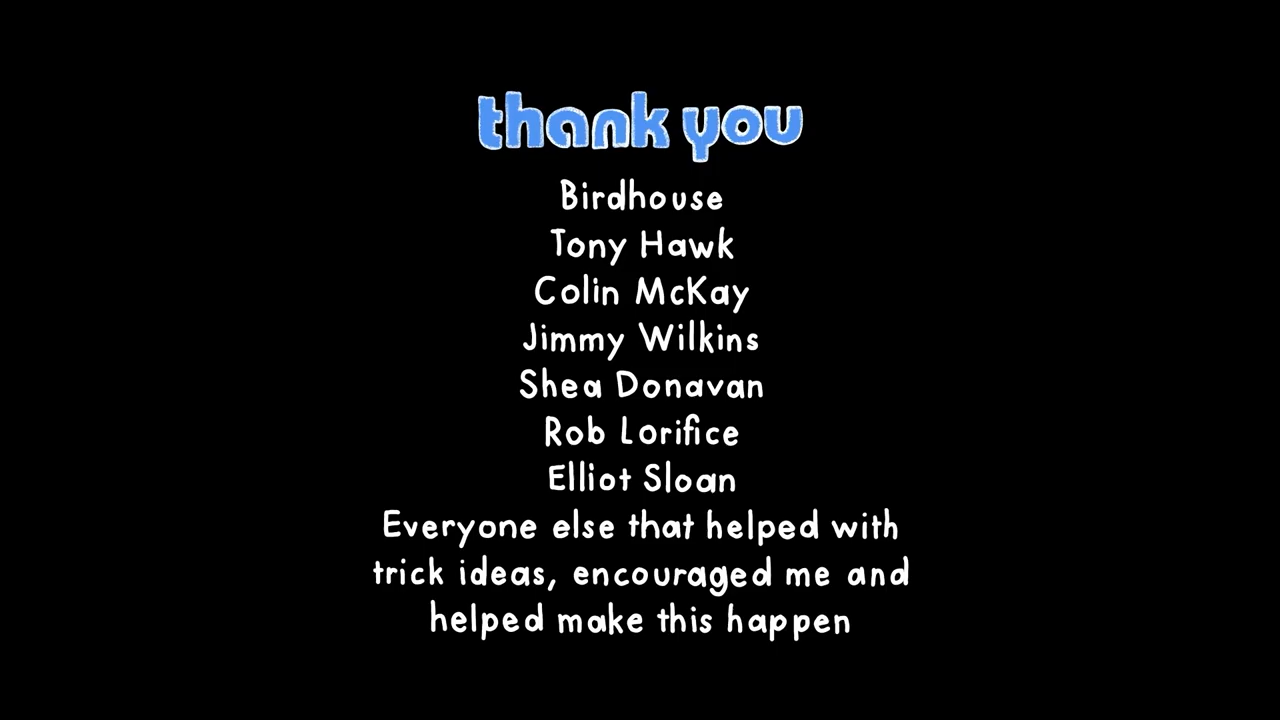 thank you
Birdhouse
Tony Hawk
Colin McKay
Jimmy Wilkins
Shea Donavan
Rob Lorifice
Elliot Sloan
Everyone else that helped with
trick ideas, encouraged me and
helped make this happen